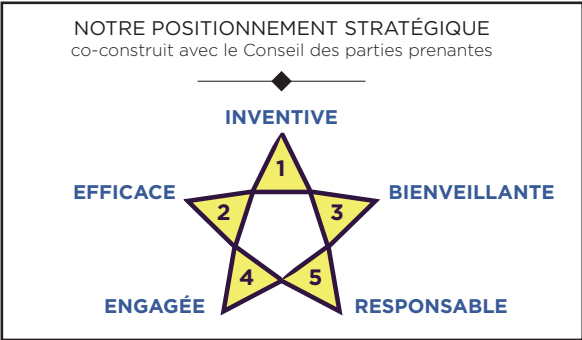 NOTRE POSITIONNEMENT STRATÉGIQUE
co-construit avec le Conseil des parties prenantes
INVENTIVE
1
EFFICACE
2
3
BIENVEILLANTE
4
5
ENGAGÉE
RESPONSABLE